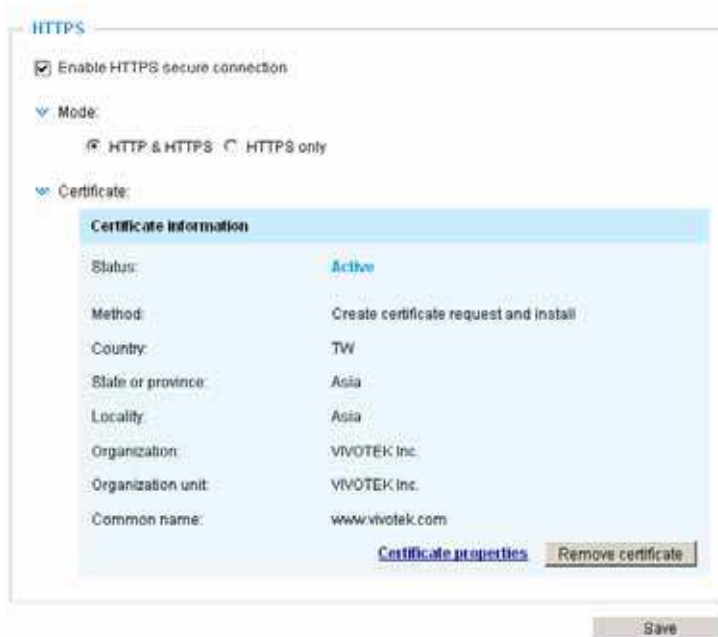 HTTPS
Enable HTTPS secure connection
Mode:
HTTP & HTTPS HTTPS only
Certificate:
Certificate information
Status: Active
Method: Create certificate request and install
Country: TW
State or province: Asia
Locality: Asia
Organization: VIVOTEK Inc.
Organization unit: VIVOTEK Inc.
Common name: www.vivotek.com
Certificate properties Remove certificate
Save